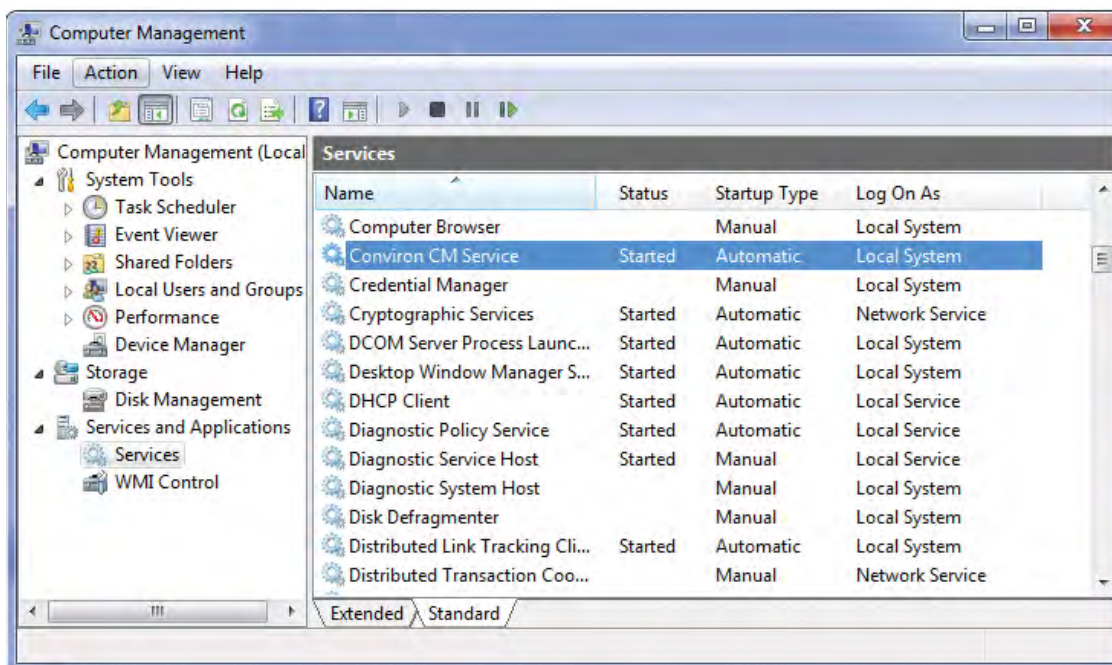 Computer Management
File Action View Help
Computer Management (Local
System Tools
Task Scheduler
Event Viewer
Shared Folders
Local Users and Groups
Performance
Device Manager
Storage
Disk Management
Services and Applications
Services
WMI Control
Services
Name Status Startup Type Log On As
Computer Browser Manual Local System
Conviron CM Service Started Automatic Local System
Credential Manager Manual Local System
Cryptographic Services Started Automatic Network Service
DCOM Server Process Launc... Started Automatic Local System
Desktop Window Manager S... Started Automatic Local System
DHCP Client Started Automatic Local Service
Diagnostic Policy Service Started Automatic Local Service
Diagnostic Service Host Started Manual Local Service
Diagnostic System Host Manual Local System
Disk Defragmenter Manual Local System
Distributed Link Tracking Cli... Started Automatic Local System
Distributed Transaction Coo... Manual Network Service
Extended Standard